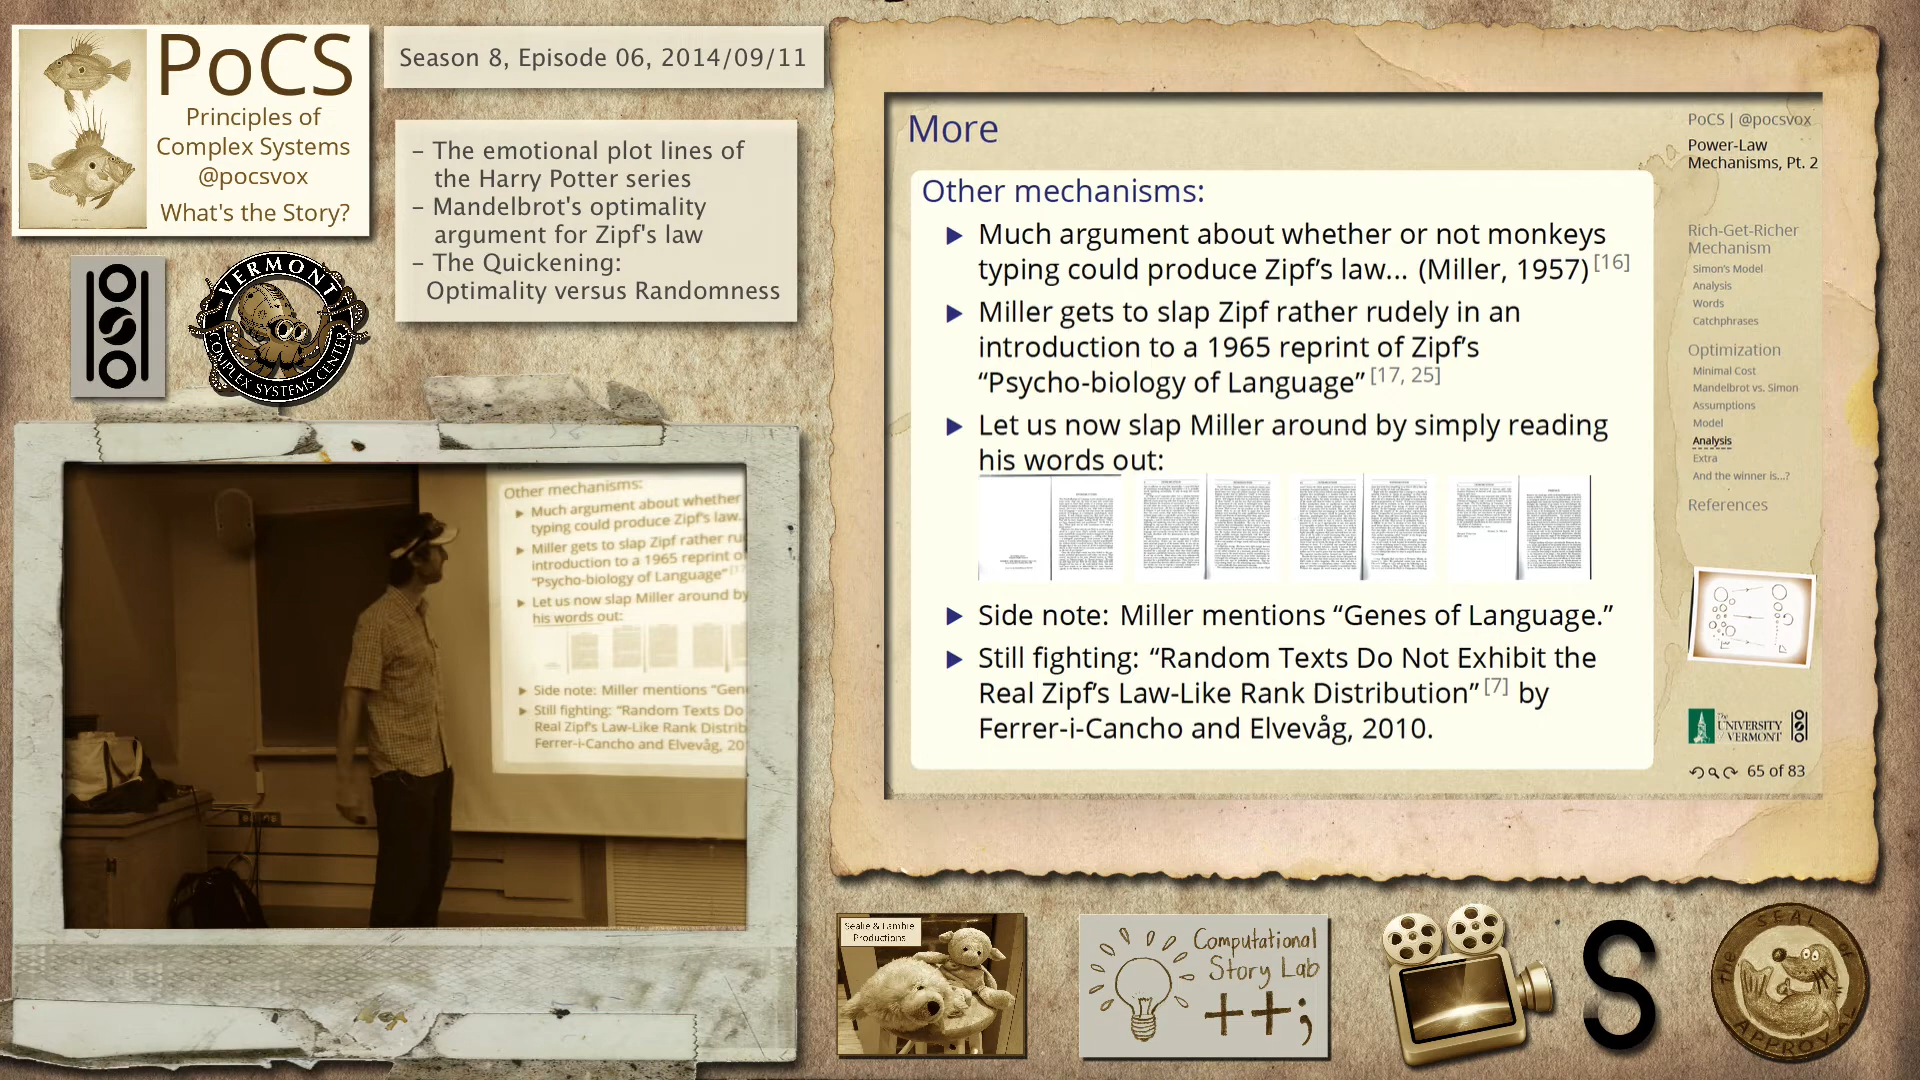 PoCS
Principles of
Complex Systems
@pocsvox
What's the Story?
Season 8, Episode 06, 2014/09/11
– The emotional plot lines of
the Harry Potter series
– Mandelbrot's optimality
argument for Zipf's law
– The Quickening:
Optimality versus Randomness
VERMONT
COMPLEX SYSTEMS CENTER
Other mechanisms:
Much argument about whether
typing could produce Zipf's law...
Miller gets to slap Zipf rather ru
introduction to a 1965 reprint o
"Psycho-biology of Language"
Let us now slap Miller around by
his words out:
Side note: Miller mentions "Gen
Still fighting: "Random Texts Do
Real Zipf's Law-Like Rank Distrib
Ferrer-i-Cancho and Elvevåg, 20
More
Other mechanisms:
Much argument about whether or not monkeys
typing could produce Zipf's law... (Miller, 1957) [16]
Miller gets to slap Zipf rather rudely in an
introduction to a 1965 reprint of Zipf's
“Psycho-biology of Language” [17, 25]
Let us now slap Miller around by simply reading
his words out:
Side note: Miller mentions “Genes of Language.”
Still fighting: “Random Texts Do Not Exhibit the
Real Zipf's Law-Like Rank Distribution” [7] by
Ferrer-i-Cancho and Elvevåg, 2010.
PoCS | @pocsvox
Power-Law
Mechanisms, Pt. 2
Rich-Get-Richer
Mechanism
Simon's Model
Analysis
Words
Catchphrases
Optimization
Minimal Cost
Mandelbrot vs. Simon
Assumptions
Model
Analysis
Extra
And the winner is...?
References
The
UNIVERSITY
of VERMONT
65 of 83
Sealie & Lambie
Productions
Computational
Story Lab
++;
S
the SEAL OF
APPROVAL